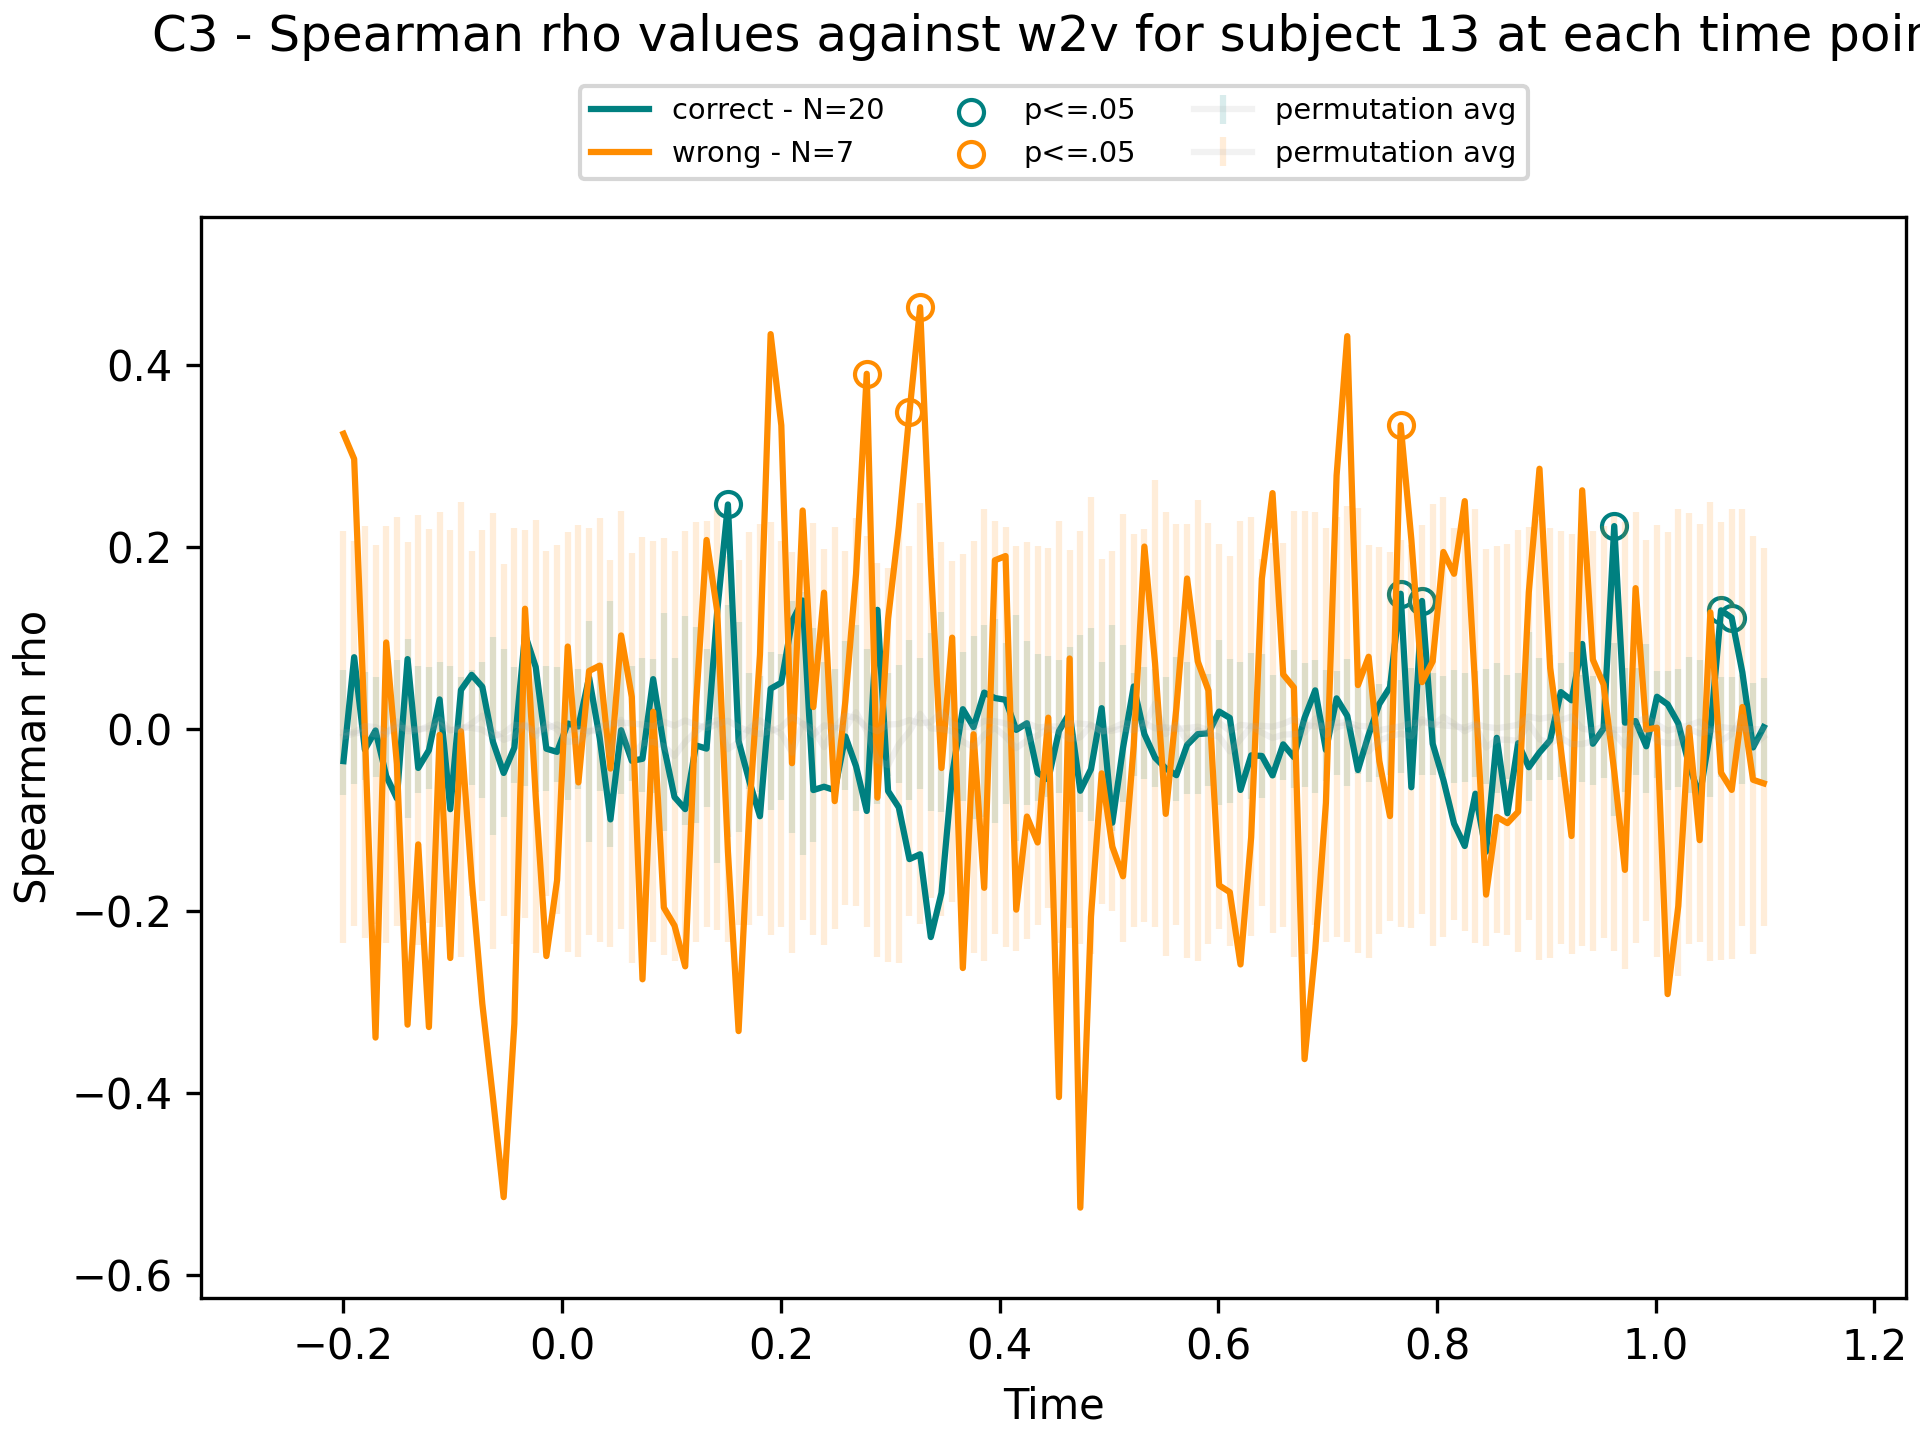 C3 - Spearman rho values against w2v for subject 13 at each time
correct - N=20
wrong - N=7
p<=.05
p<=.05
permutation avg
permutation avg
Spearman rho
0.4
0.2
0.0
−0.2
−0.4
−0.6
−0.2 0.0 0.2 0.4 0.6 0.8 1.0 1.2
Time